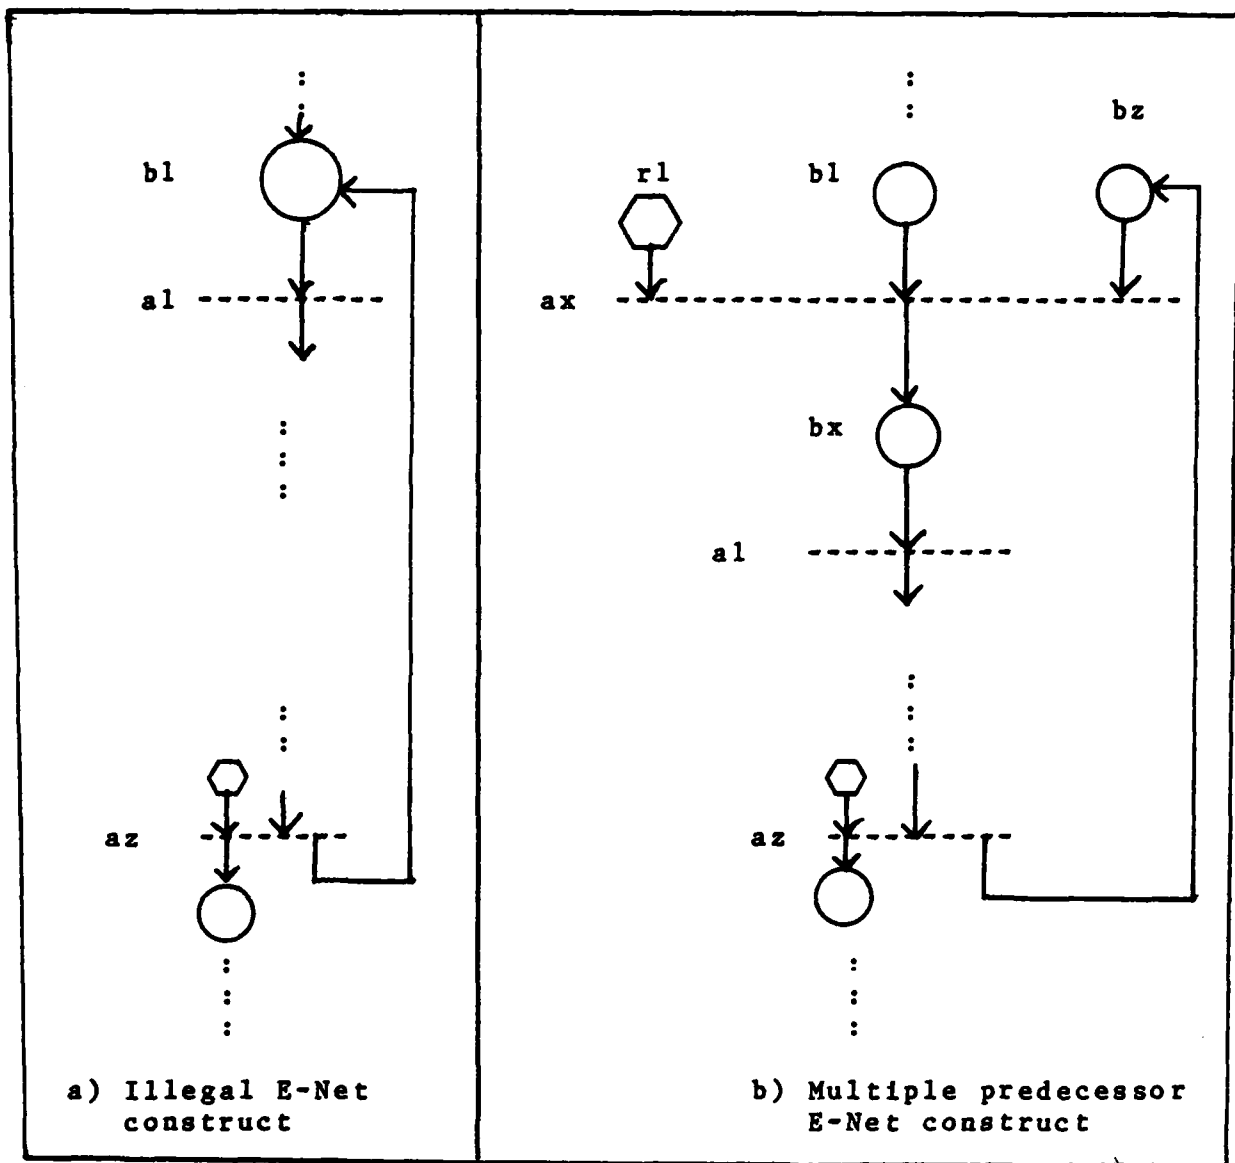 b1
a1
az
a) Illegal E-Net
construct
bz
r1
b1
ax
bx
a1
az
b) Multiple predecessor
E-Net construct